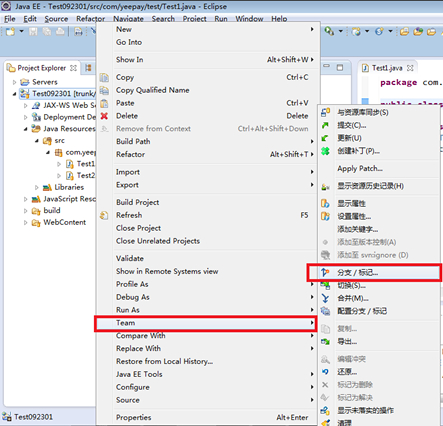 Java EE - Test092301/src/com/yeepay/test/Test1.java - Eclipse
File Edit Source Refactor Navigate Search Project Run Window Help
Project Explorer
Servers
Test092301 [trunk/
JAX-WS Web Se
Deployment De
Java Resources
src
com.yeep
Test1
Test2
Libraries
JavaScript Resou
build
WebContent
Test092301
New
Go Into
Show In Alt+Shift+W
Copy Ctrl+C
Copy Qualified Name
Paste Ctrl+V
Delete Delete
Remove from Context Ctrl+Alt+Shift+Down
Build Path
Refactor Alt+Shift+T
Import
Export
Build Project
Refresh F5
Close Project
Close Unrelated Projects
Validate
Show in Remote Systems view
Profile As
Debug As
Run As
Team
Compare With
Replace With
Restore from Local History...
Java EE Tools
Configure
Source
Properties Alt+Enter
Test1.java
package com.
public class
与资源库同步(S)
提交(C)...
更新(U)
创建补丁(P)...
Apply Patch...
显示资源历史记录(H)
显示属性
设置属性...
添加关键字...
添加至版本控制(A)
添加至 svn:ignore (D)
分支 / 标记...
切换(S)...
合并(M)...
配置分支 / 标记
复制...
导出...
编辑冲突
还原...
标记为删除
标记为解决
显示未落实的操作
清理